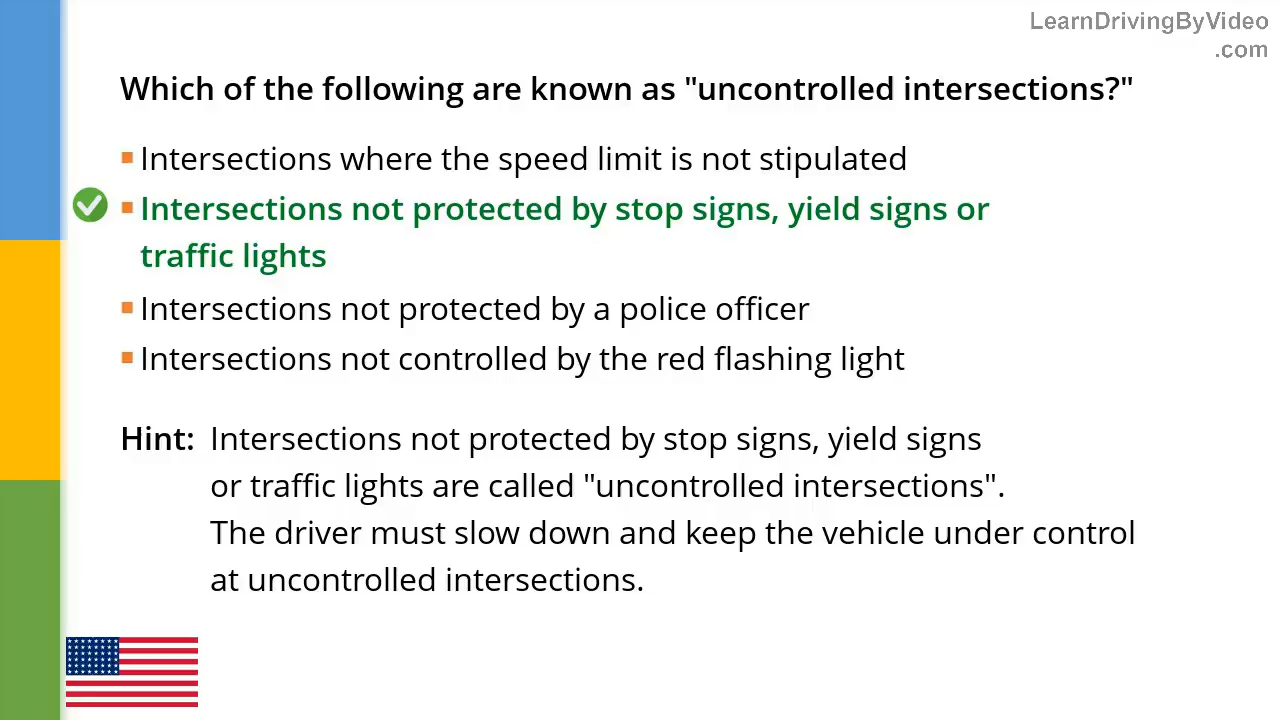 LearnDrivingByVideo
.com
Which of the following are known as "uncontrolled intersections?"
Intersections where the speed limit is not stipulated
Intersections not protected by stop signs, yield signs or
traffic lights
Intersections not protected by a police officer
Intersections not controlled by the red flashing light
Hint: Intersections not protected by stop signs, yield signs
or traffic lights are called "uncontrolled intersections".
The driver must slow down and keep the vehicle under control
at uncontrolled intersections.